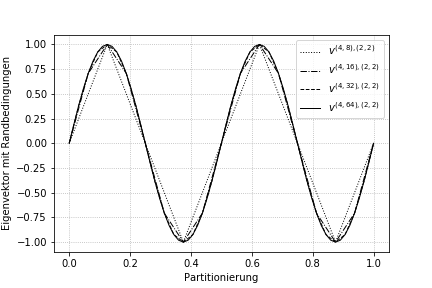 v(4, 8), (2, 2)
v(4, 16), (2, 2)
v(4, 32), (2, 2)
v(4, 64), (2, 2)
Eigenvektor mit Randbedingungen
1.00
0.75
0.50
0.25
0.00
−0.25
−0.50
−0.75
−1.00
0.0 0.2 0.4 0.6 0.8 1.0
Partitionierung